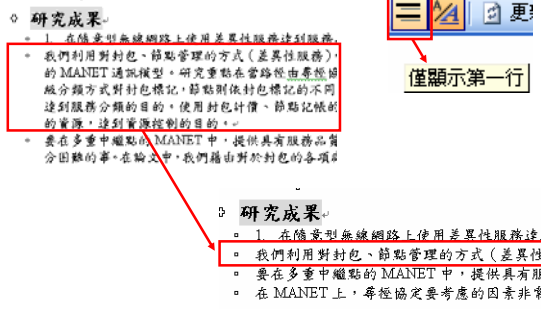 研究成果
1. 在隨意型無線網路上使用差異性服務達到服務
我們利用對封包、節點管理的方式(差異性服務),
的 MANET 通訊模型。研究重點在當路徑由尋徑協
級分類方式對封包標記,節點則依封包標記的不同
達到服務分類的目的。使用封包計價、節點記帳的
的資源,達到資源控制的目的。
要在多重中繼點的 MANET 中,提供具有服務品質
分困難的事。在論文中,我們藉由對於封包的各項
更新
僅顯示第一行
研究成果
1. 在隨意型無線網路上使用差異性服務達
我們利用對封包、節點管理的方式(差異性
要在多重中繼點的 MANET 中,提供具有服
在 MANET 上,尋徑協定要考慮的因素非常